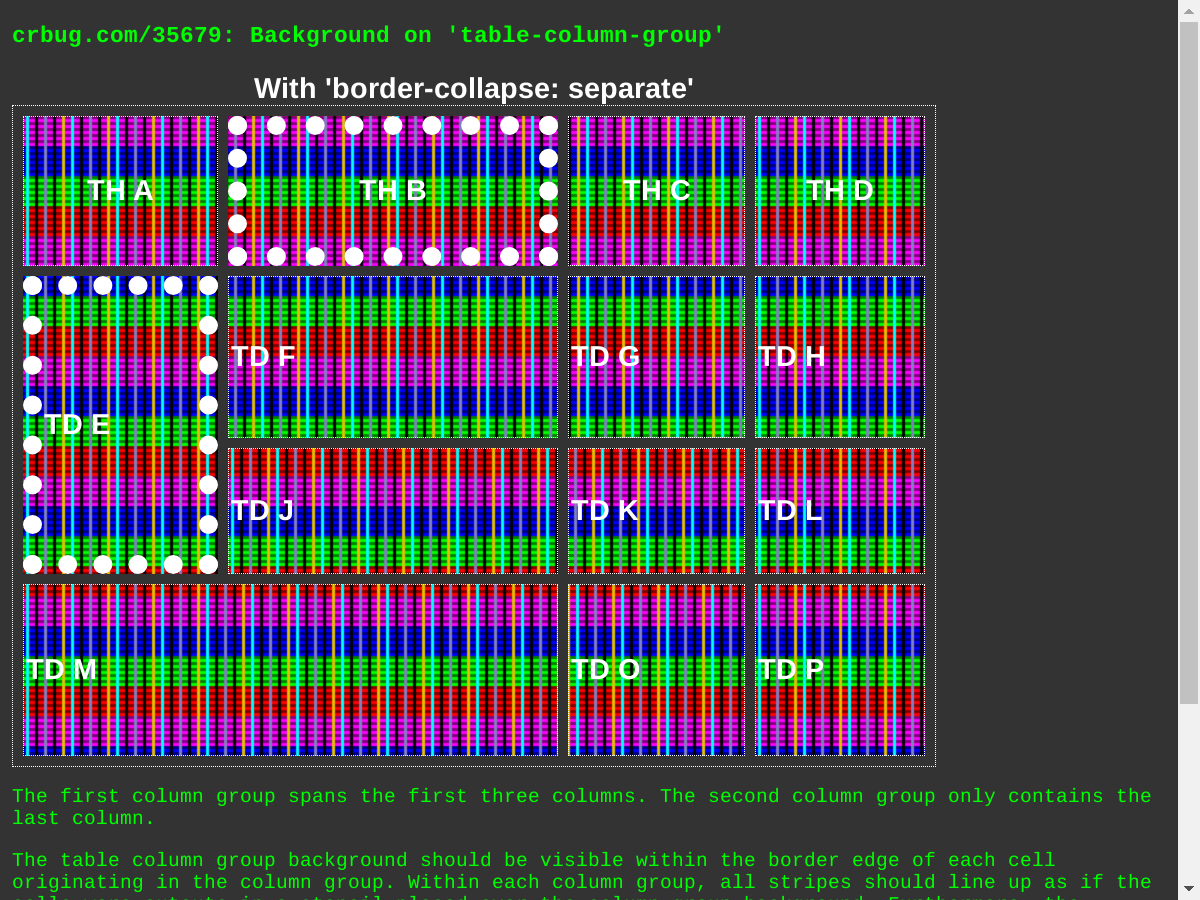 crbug.com/35679: Background on 'table-column-group'
With 'border-collapse: separate'
TH A
TH B
TH C
TH D
TD E
TD F
TD G
TD H
TD J
TD K
TD L
TD M
TD O
TD P
The first column group spans the first three columns. The second column group only contains the
last column.
The table column group background should be visible within the border edge of each cell
originating in the column group. Within each column group, all stripes should line up as if the